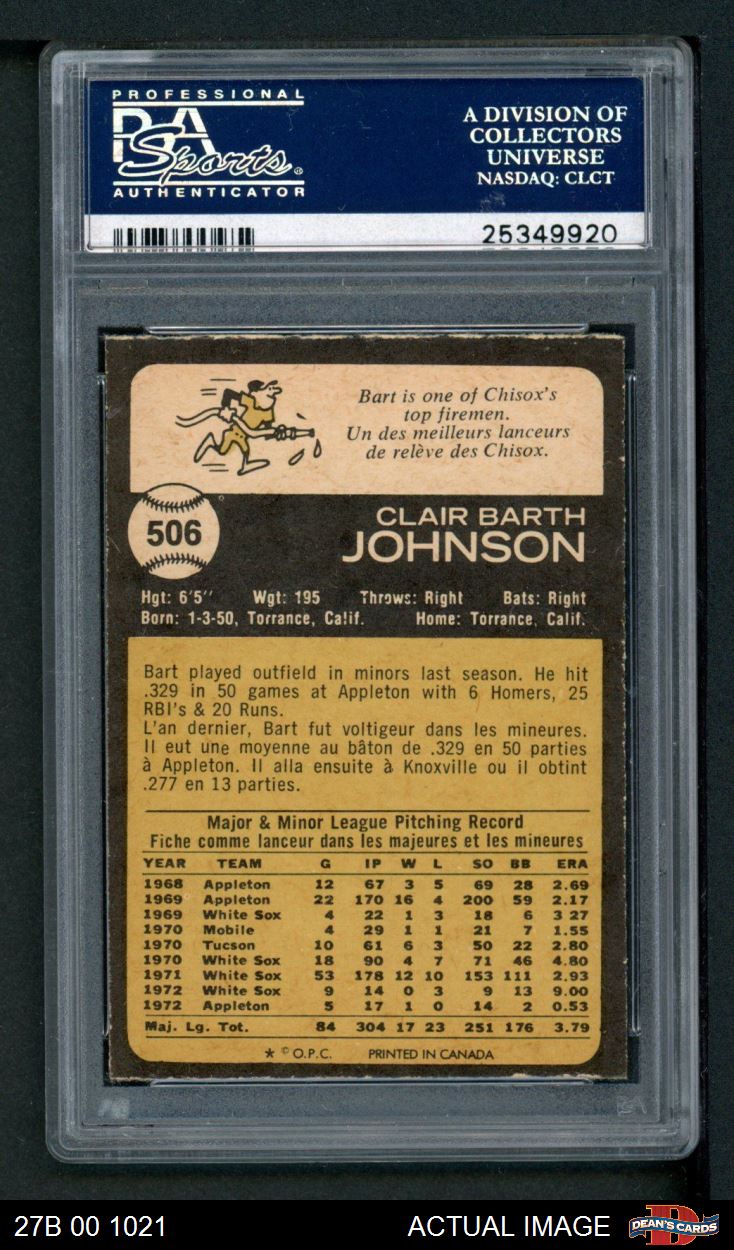 PROFESSIONAL
PSA
Sports
AUTHENTICATOR
A DIVISION OF
COLLECTORS
UNIVERSE
NASDAQ: CLCT
25349920
Bart is one of Chisox's
top firemen.
Un des meilleurs lanceurs
de relève des Chisox.
506
CLAIR BARTH
JOHNSON
Hgt: 6'5'' Wgt: 195 Throws: Right Bats: Right
Born: 1-3-50, Torrance, Calif. Home: Torrance, Calif.
Bart played outfield in minors last season. He hit
.329 in 50 games at Appleton with 6 Homers, 25
RBI's & 20 Runs.
L'an dernier, Bart fut voltigeur dans les mineures.
Il eut une moyenne au bâton de .329 en 50 parties
à Appleton. Il alla ensuite à Knoxville ou il obtint
.277 en 13 parties.
Major & Minor League Pitching Record
Fiche comme lanceur dans les majeures et les mineures
YEAR TEAM G IP W L SO BB ERA
1968 Appleton 12 67 3 5 69 28 2.69
1969 Appleton 22 170 16 4 200 59 2.17
1969 White Sox 4 22 1 3 18 6 3 27
1970 Mobile 4 29 1 1 21 7 1.55
1970 Tucson 10 61 6 3 50 22 2.80
1970 White Sox 18 90 4 7 71 46 4.80
1971 White Sox 53 178 12 10 153 111 2.93
1972 White Sox 9 14 0 3 9 13 9.00
1972 Appleton 5 17 1 0 14 2 0.53
Maj. Lg. Tot. 84 304 17 23 251 176 3.79
* © O.P.C. PRINTED IN CANADA
27B 00 1021 ACTUAL IMAGE
DEAN'S CARDS